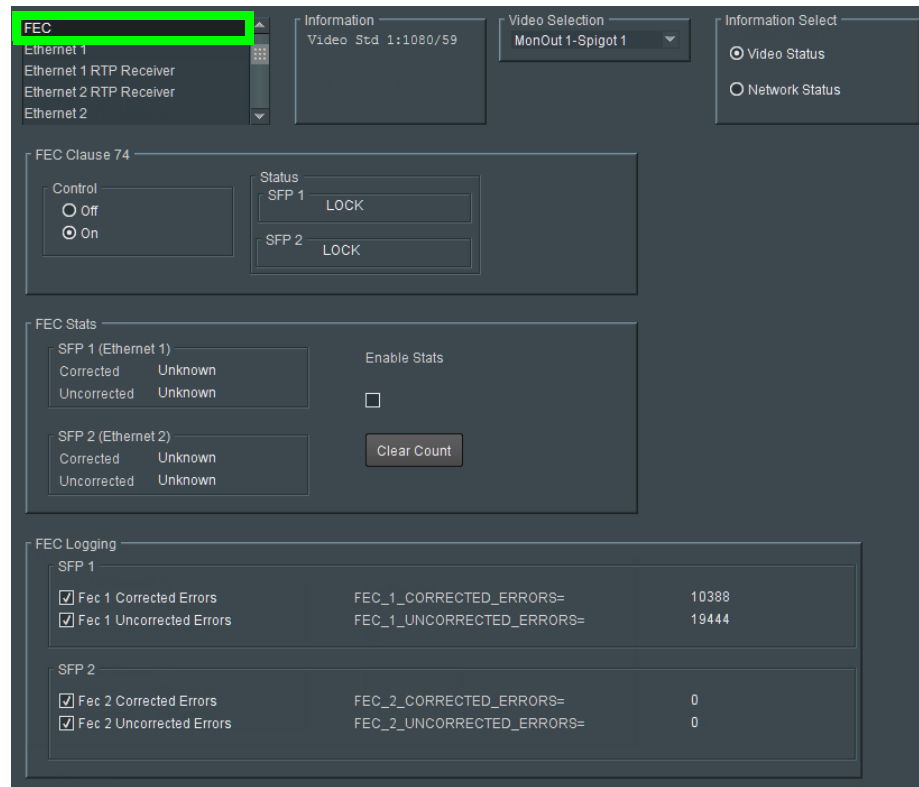 FEC
Ethernet 1
Ethernet 1 RTP Receiver
Ethernet 2 RTP Receiver
Ethernet 2
Information
Video Std 1:1080/59
Video Selection
MonOut 1-Spigot 1
Information Select
Video Status
Network Status
FEC Clause 74
Control
Off
On
Status
SFP 1
LOCK
SFP 2
LOCK
FEC Stats
SFP 1 (Ethernet 1)
Corrected Unknown
Uncorrected Unknown
SFP 2 (Ethernet 2)
Corrected Unknown
Uncorrected Unknown
Enable Stats
Clear Count
FEC Logging
SFP 1
Fec 1 Corrected Errors FEC_1_CORRECTED_ERRORS= 10388
Fec 1 Uncorrected Errors FEC_1_UNCORRECTED_ERRORS= 19444
SFP 2
Fec 2 Corrected Errors FEC_2_CORRECTED_ERRORS= 0
Fec 2 Uncorrected Errors FEC_2_UNCORRECTED_ERRORS= 0